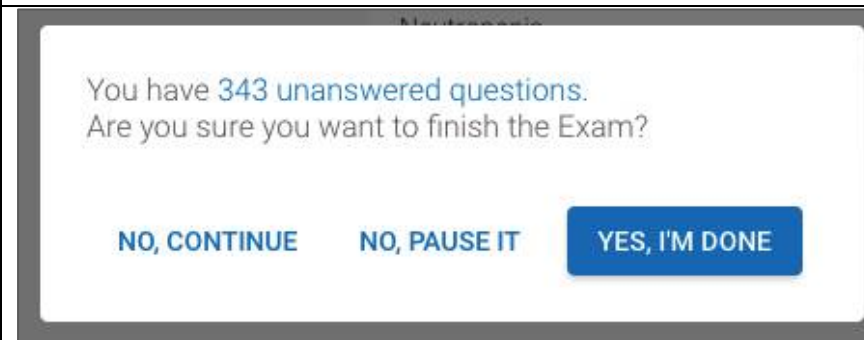 You have 343 unanswered questions.
Are you sure you want to finish the Exam?
NO, CONTINUE NO, PAUSE IT YES, I'M DONE